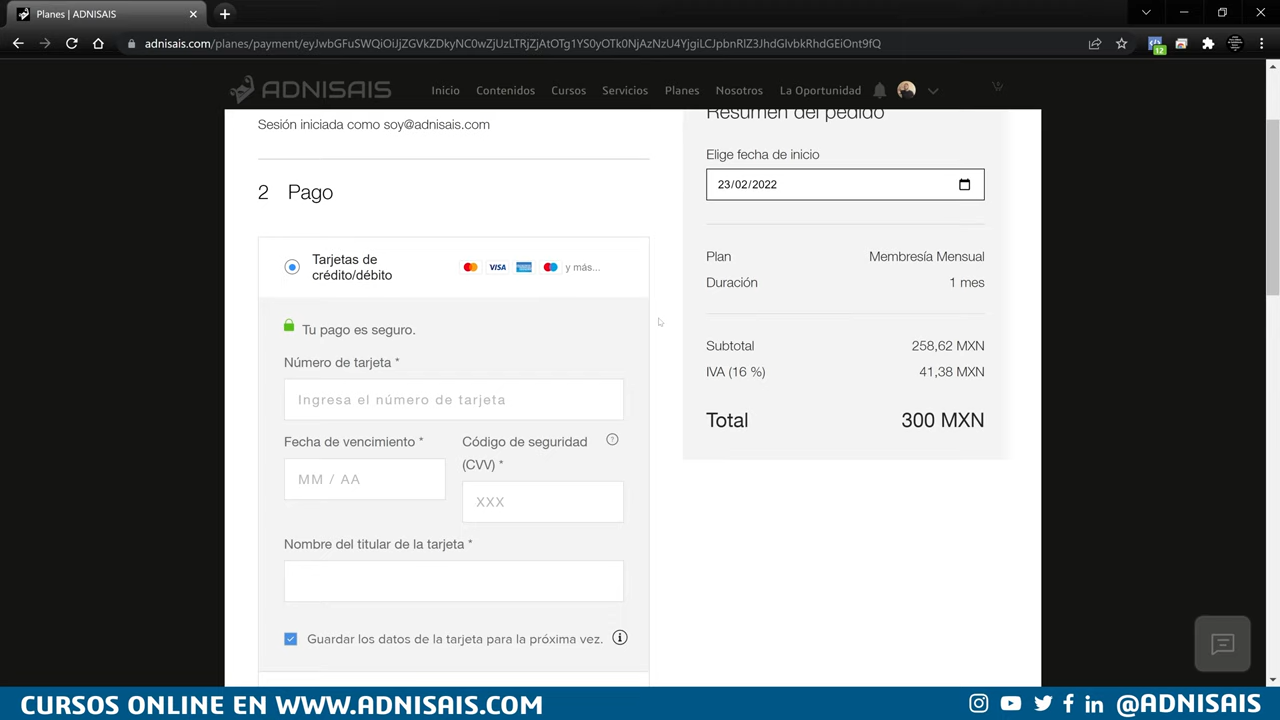 Planes | ADNISAIS
adnisais.com/planes/payment/eyJwbGFuSWQiOiJjZGVkZDkyNC0wZjUzLTRjZjAtOTg1YS0yOTk0NjAzNzU4YjgiLCJpbnRlZ3JhdGlvbkRhdGEiOnt9fQ
12
ADNISAIS
Inicio
Contenidos
Cursos
Servicios
Planes
Nosotros
La Oportunidad
Sesión iniciada como soy@adnisais.com
2 Pago
Tarjetas de
crédito/débito
VISA
y más...
Tu pago es seguro.
Número de tarjeta *
Ingresa el número de tarjeta
Fecha de vencimiento *
MM / AA
Código de seguridad
(CVV) *
XXX
Nombre del titular de la tarjeta *
Guardar los datos de la tarjeta para la próxima vez.
Resumen del pedido
Elige fecha de inicio
23/02/2022
Plan Membresía Mensual
Duración 1 mes
Subtotal 258,62 MXN
IVA (16 %) 41,38 MXN
Total 300 MXN
CURSOS ONLINE EN WWW.ADNISAIS.COM
@ADNISAIS